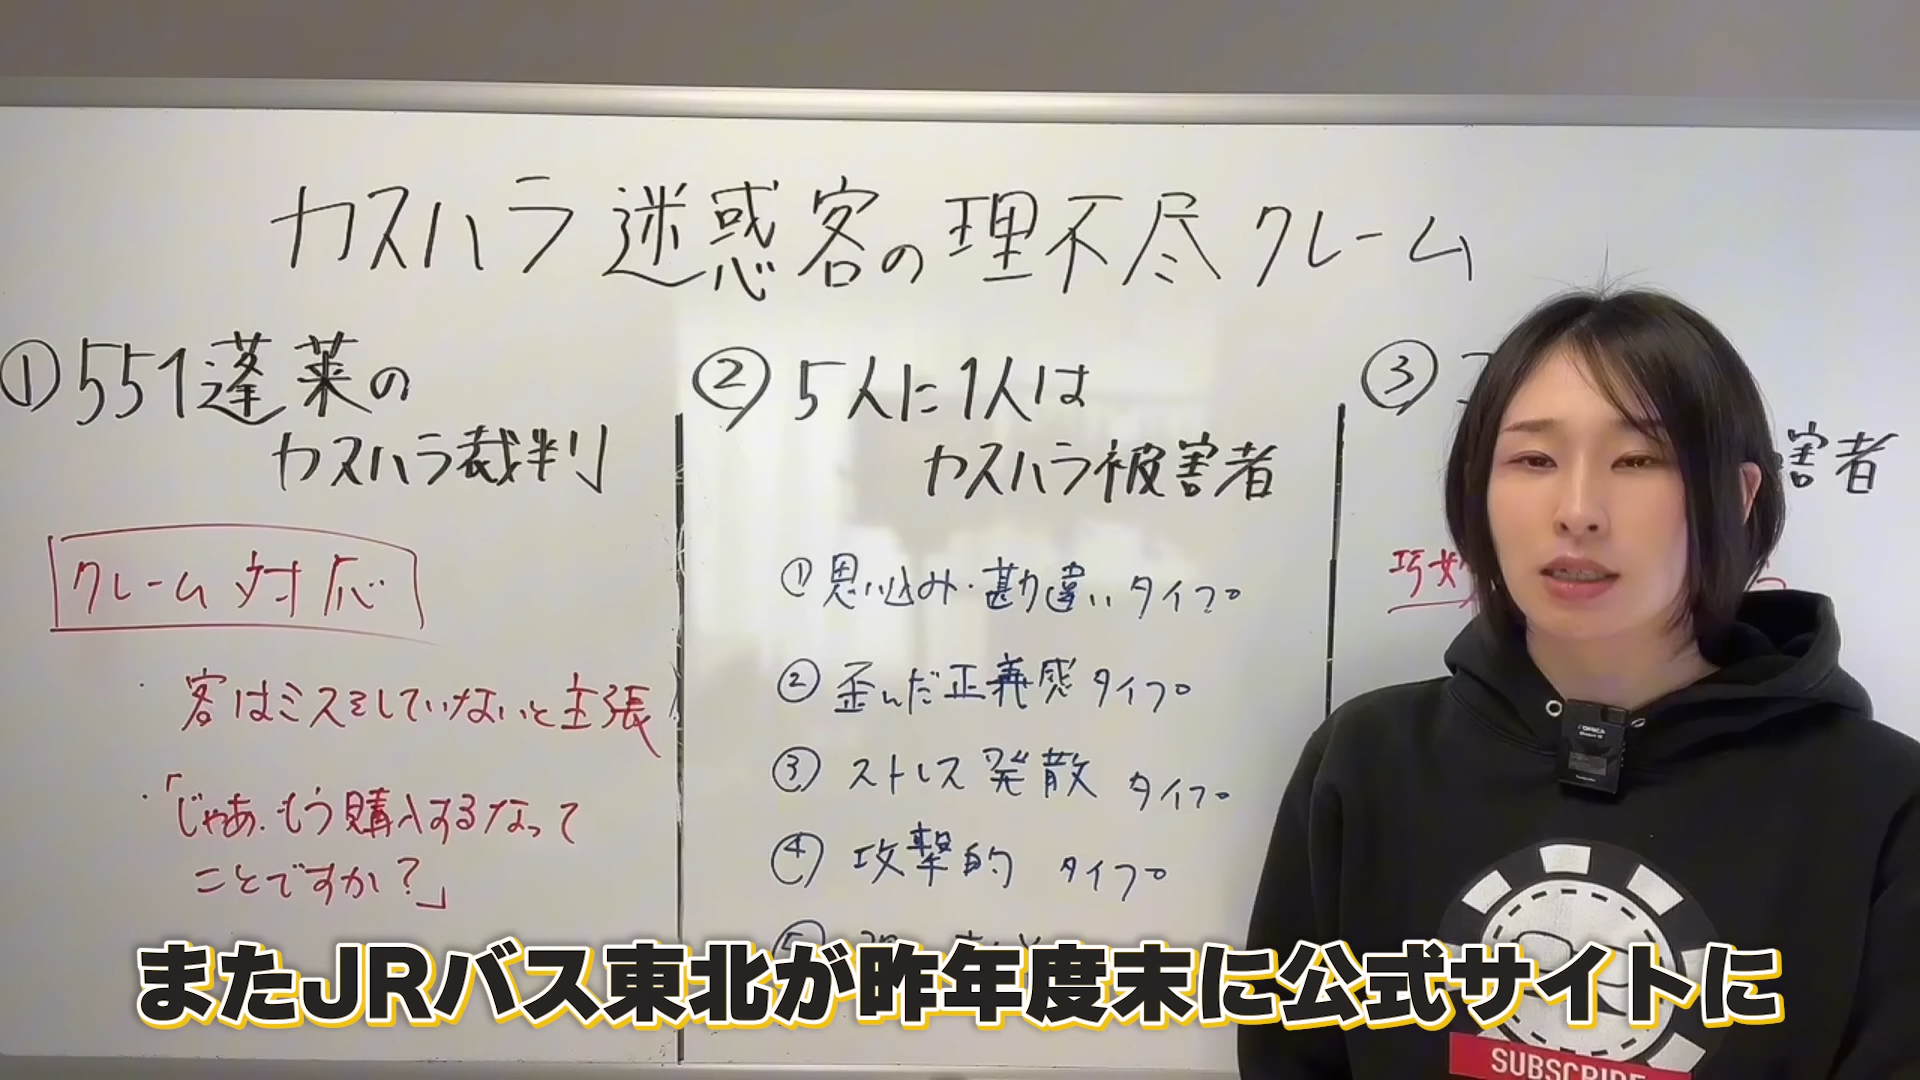 カスハラ 迷惑客の理不尽クレーム
①551蓬莱の
カスハラ裁判
クレーム対応
・客はミスをしていないと主張
・「じゃあ、もう購入するなって
ことですか？」
②5人に1人は
カスハラ被害者
①思い込み・勘違いタイプ
②歪んだ正義感タイプ
③ストレス発散タイプ
④攻撃的タイプ
③
害者
巧妙
またJRバス東北が昨年度末に公式サイトに
SUBSCRIBE